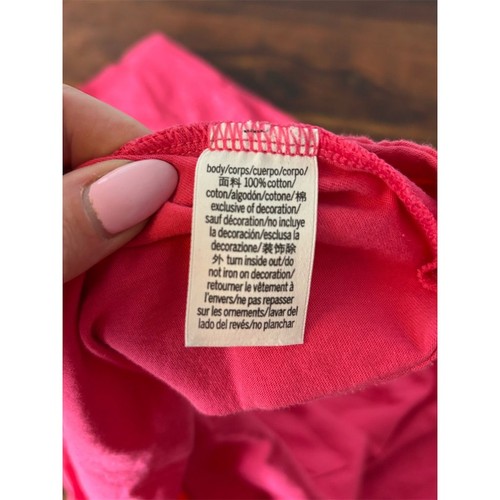 body/corps/cuerpo/corpo/
面料 100% cotton/
coton/algodón/cotone/棉
exclusive of decoration/
sauf décoration/no incluye
la decoración/esclusa la
decorazione/装饰除
外 turn inside out/do
not iron on decoration/
retourner le vêtement à
l'envers/ne pas repasser
sur les ornements/lavar del
lado del revés/no planchar